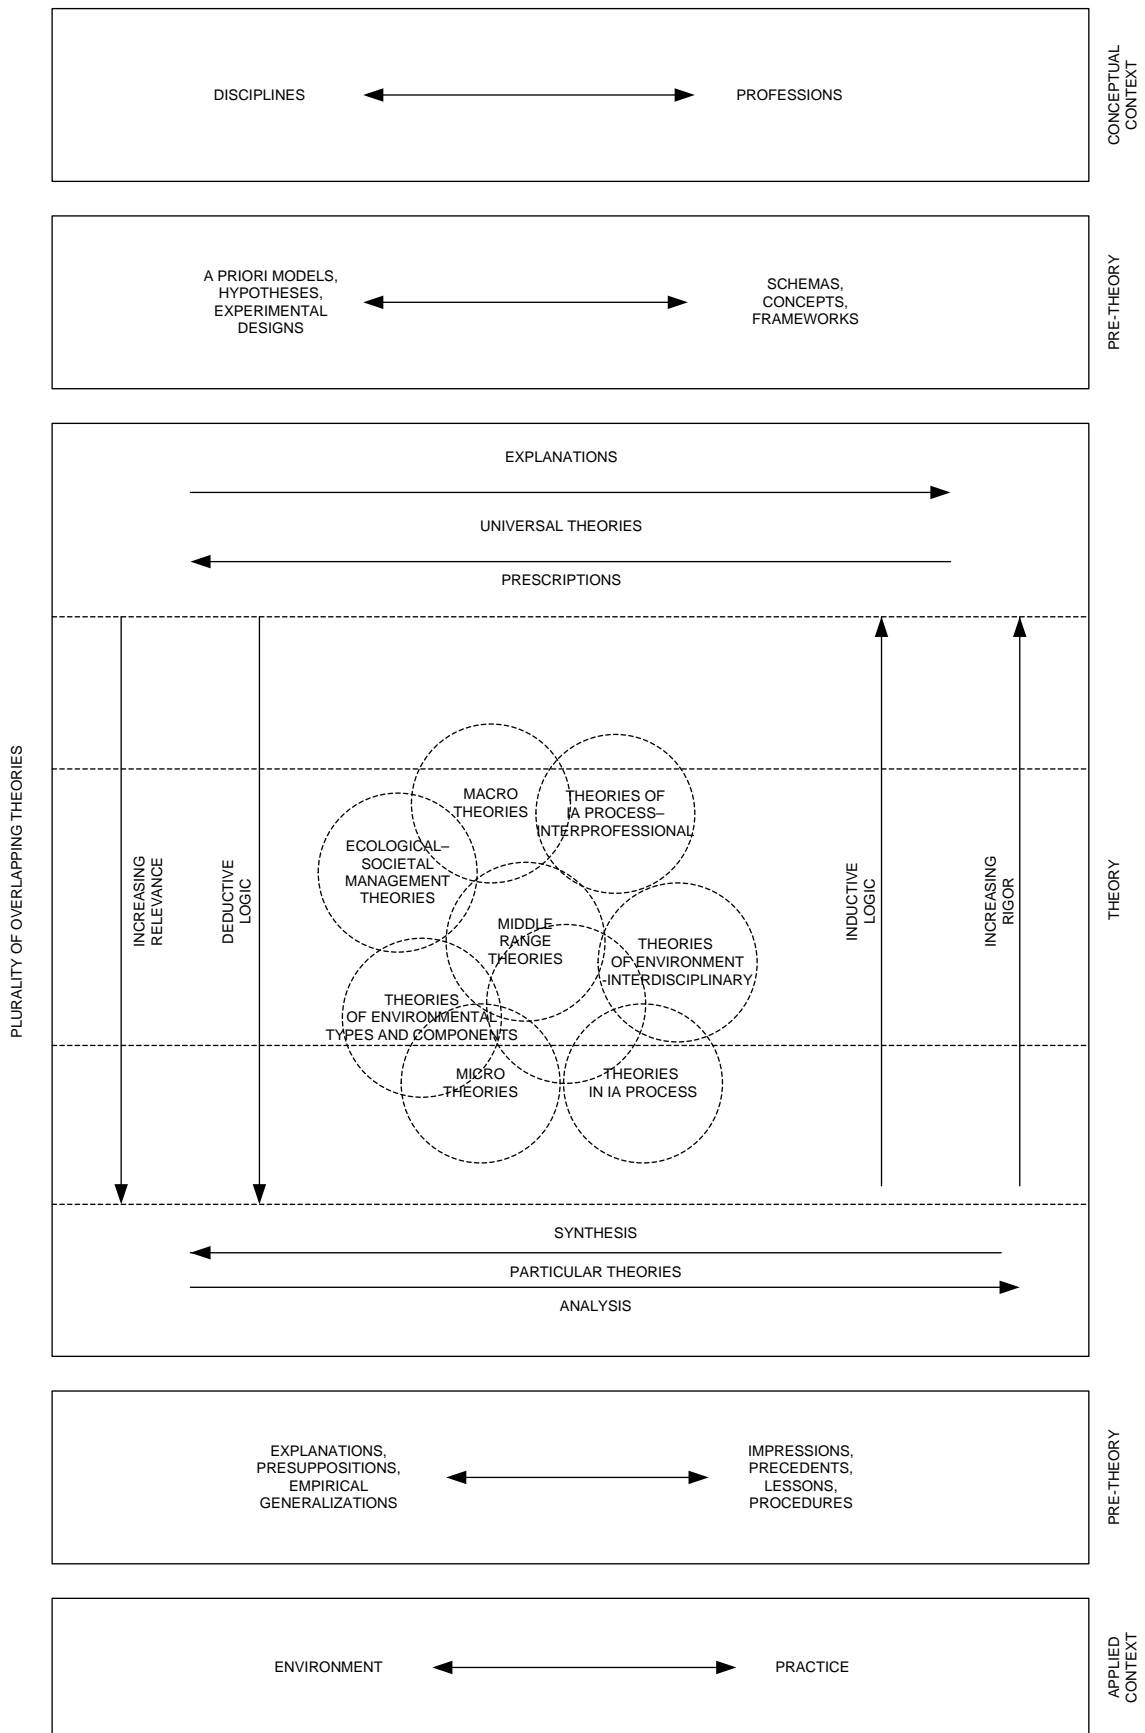 DISCIPLINES
PROFESSIONS
CONCEPTUAL
CONTEXT
A PRIORI MODELS,
HYPOTHESES,
EXPERIMENTAL
DESIGNS
SCHEMAS,
CONCEPTS,
FRAMEWORKS
PRE-THEORY
EXPLANATIONS
UNIVERSAL THEORIES
PRESCRIPTIONS
PLURALITY OF OVERLAPPING THEORIES
INCREASING
RELEVANCE
DEDUCTIVE
LOGIC
MACRO
THEORIES
THEORIES OF
IA PROCESS–
INTERPROFESSIONAL
ECOLOGICAL–
SOCIETAL
MANAGEMENT
THEORIES
MIDDLE
RANGE
THEORIES
THEORIES
OF ENVIRONMENT
-INTERDISCIPLINARY
THEORIES
OF ENVIRONMENTAL
TYPES AND COMPONENTS
MICRO
THEORIES
THEORIES
IN IA PROCESS
INDUCTIVE
LOGIC
INCREASING
RIGOR
THEORY
SYNTHESIS
PARTICULAR THEORIES
ANALYSIS
EXPLANATIONS,
PRESUPPOSITIONS,
EMPIRICAL
GENERALIZATIONS
IMPRESSIONS,
PRECEDENTS,
LESSONS,
PROCEDURES
PRE-THEORY
ENVIRONMENT
PRACTICE
APPLIED
CONTEXT